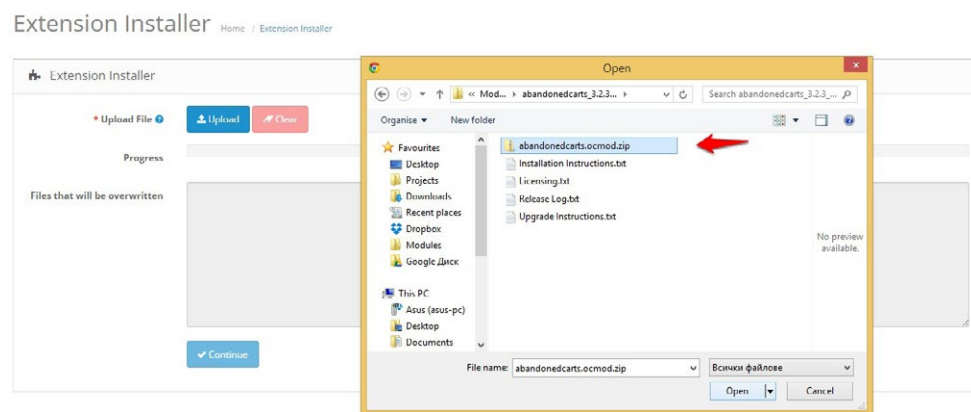 Extension Installer Home / Extension Installer
Extension Installer
* Upload File
Upload
Clear
Progress
Files that will be overwritten
Continue
Open
« Mod... › abandonedcarts_3.2.3... ›
Search abandonedcarts_3.2.3_...
Organise
New folder
Favourites
Desktop
Projects
Downloads
Recent places
Dropbox
Modules
Google Диск
This PC
Asus (asus-pc)
Desktop
Documents
abandonedcarts.ocmod.zip
Installation Instructions.txt
Licensing.txt
Release Log.txt
Upgrade Instructions.txt
No preview
available.
File name: abandonedcarts.ocmod.zip
Всички файлове
Open
Cancel